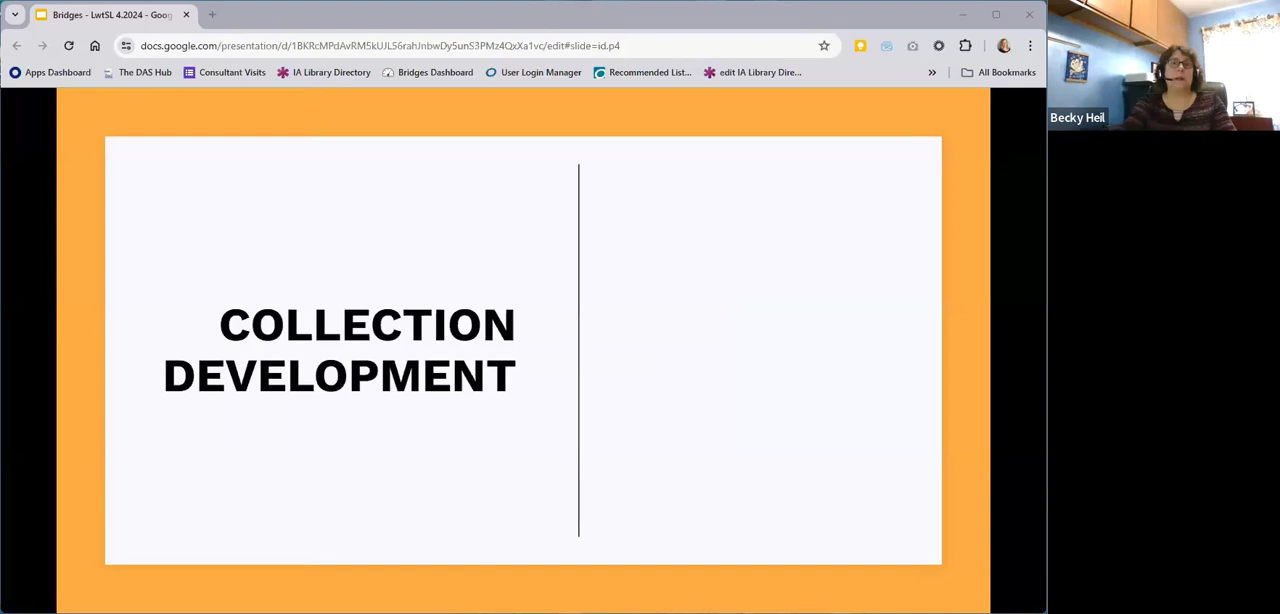 Bridges - LwtSL 4.2024 - Goog
docs.google.com/presentation/d/1BKRcMPdAvRM5kUJL56rahJnbwDy5unS3PMz4QxXa1vc/edit#slide=id.p4
Apps Dashboard
The DAS Hub
Consultant Visits
IA Library Directory
Bridges Dashboard
User Login Manager
Recommended List...
edit IA Library Dire...
All Bookmarks
Becky Heil
COLLECTION
DEVELOPMENT